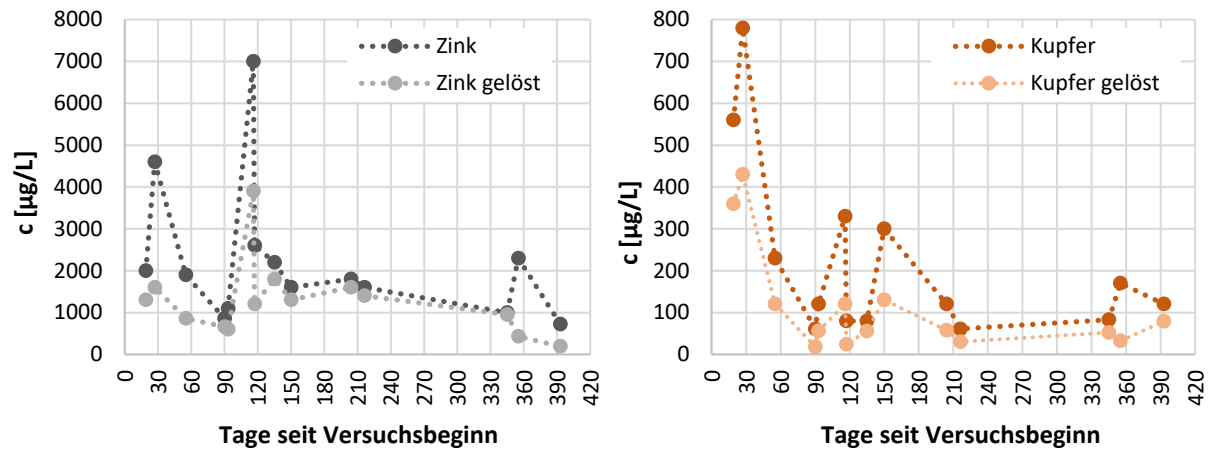 8000
7000
6000
5000
4000
3000
2000
1000
0
c [µg/L]
Zink
Zink gelöst
0 30 60 90 120 150 180 210 240 270 300 330 360 390 420
Tage seit Versuchsbeginn
800
700
600
500
400
300
200
100
0
c [µg/L]
Kupfer
Kupfer gelöst
0 30 60 90 120 150 180 210 240 270 300 330 360 390 420
Tage seit Versuchsbeginn